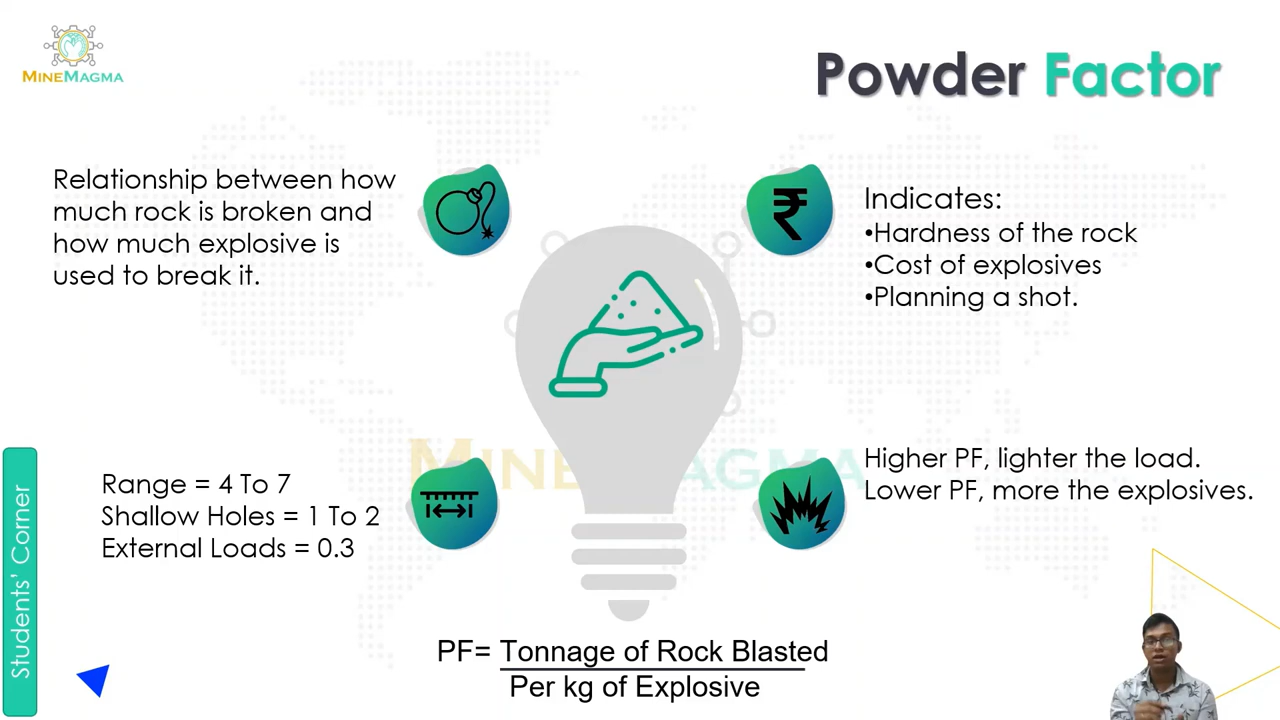 MINEMAGMA
Powder Factor
Relationship between how
much rock is broken and
how much explosive is
used to break it.
₹
Indicates:
•Hardness of the rock
•Cost of explosives
•Planning a shot.
MINEMAGMA
Range = 4 To 7
Shallow Holes = 1 To 2
External Loads = 0.3
Higher PF, lighter the load.
Lower PF, more the explosives.
Students’ Corner
PF= Tonnage of Rock Blasted
Per kg of Explosive